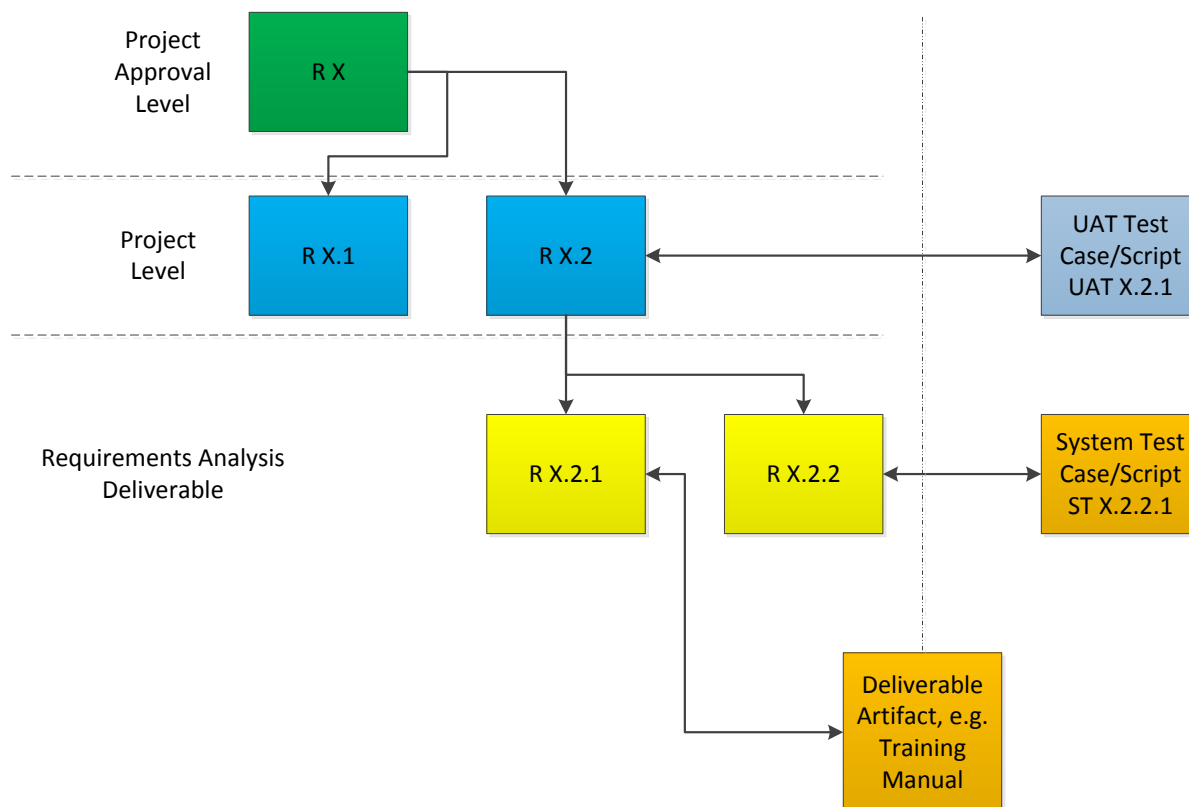 Project
Approval
Level
R X
Project
Level
R X.1
R X.2
UAT Test
Case/Script
UAT X.2.1
Requirements Analysis
Deliverable
R X.2.1
R X.2.2
System Test
Case/Script
ST X.2.2.1
Deliverable
Artifact, e.g.
Training
Manual